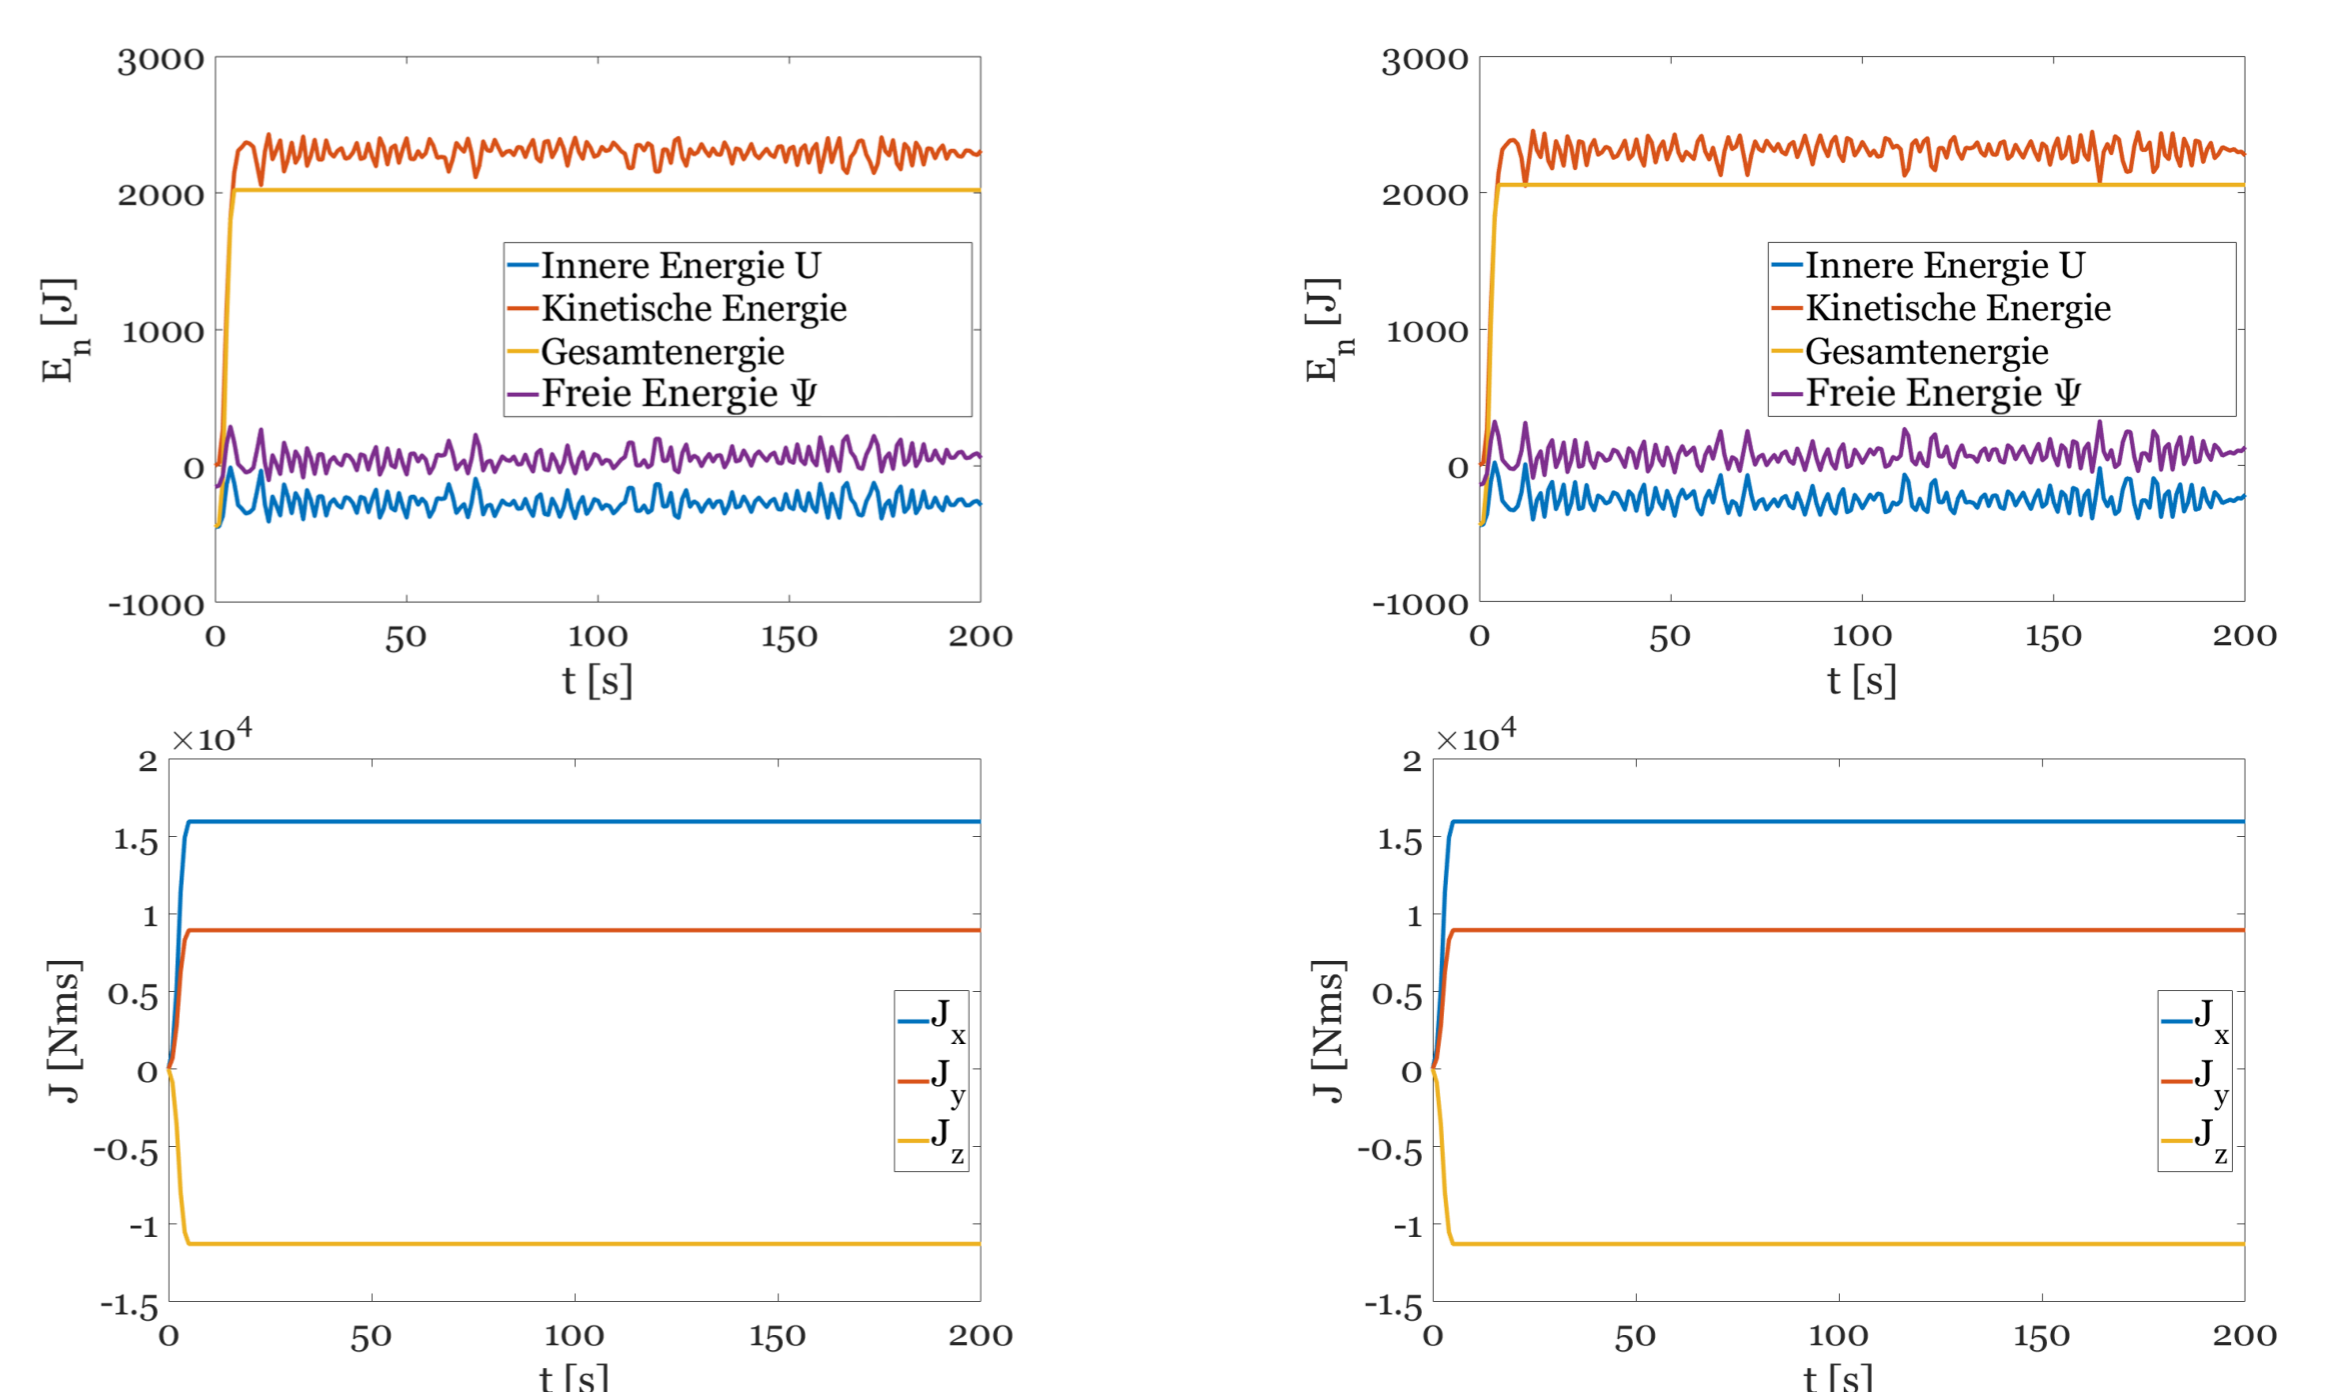 3000
2000
1000
0
-1000
E_n [J]
Innere Energie U
Kinetische Energie
Gesamtenergie
Freie Energie Ψ
0 50 100 150 200
t [s]
3000
2000
1000
0
-1000
E_n [J]
Innere Energie U
Kinetische Energie
Gesamtenergie
Freie Energie Ψ
0 50 100 150 200
t [s]
×10^4
2
1.5
1
0.5
0
-0.5
-1
-1.5
J [Nms]
J_x
J_y
J_z
0 50 100 150 200
t [s]
×10^4
2
1.5
1
0.5
0
-0.5
-1
-1.5
J [Nms]
J_x
J_y
J_z
0 50 100 150 200
t [s]